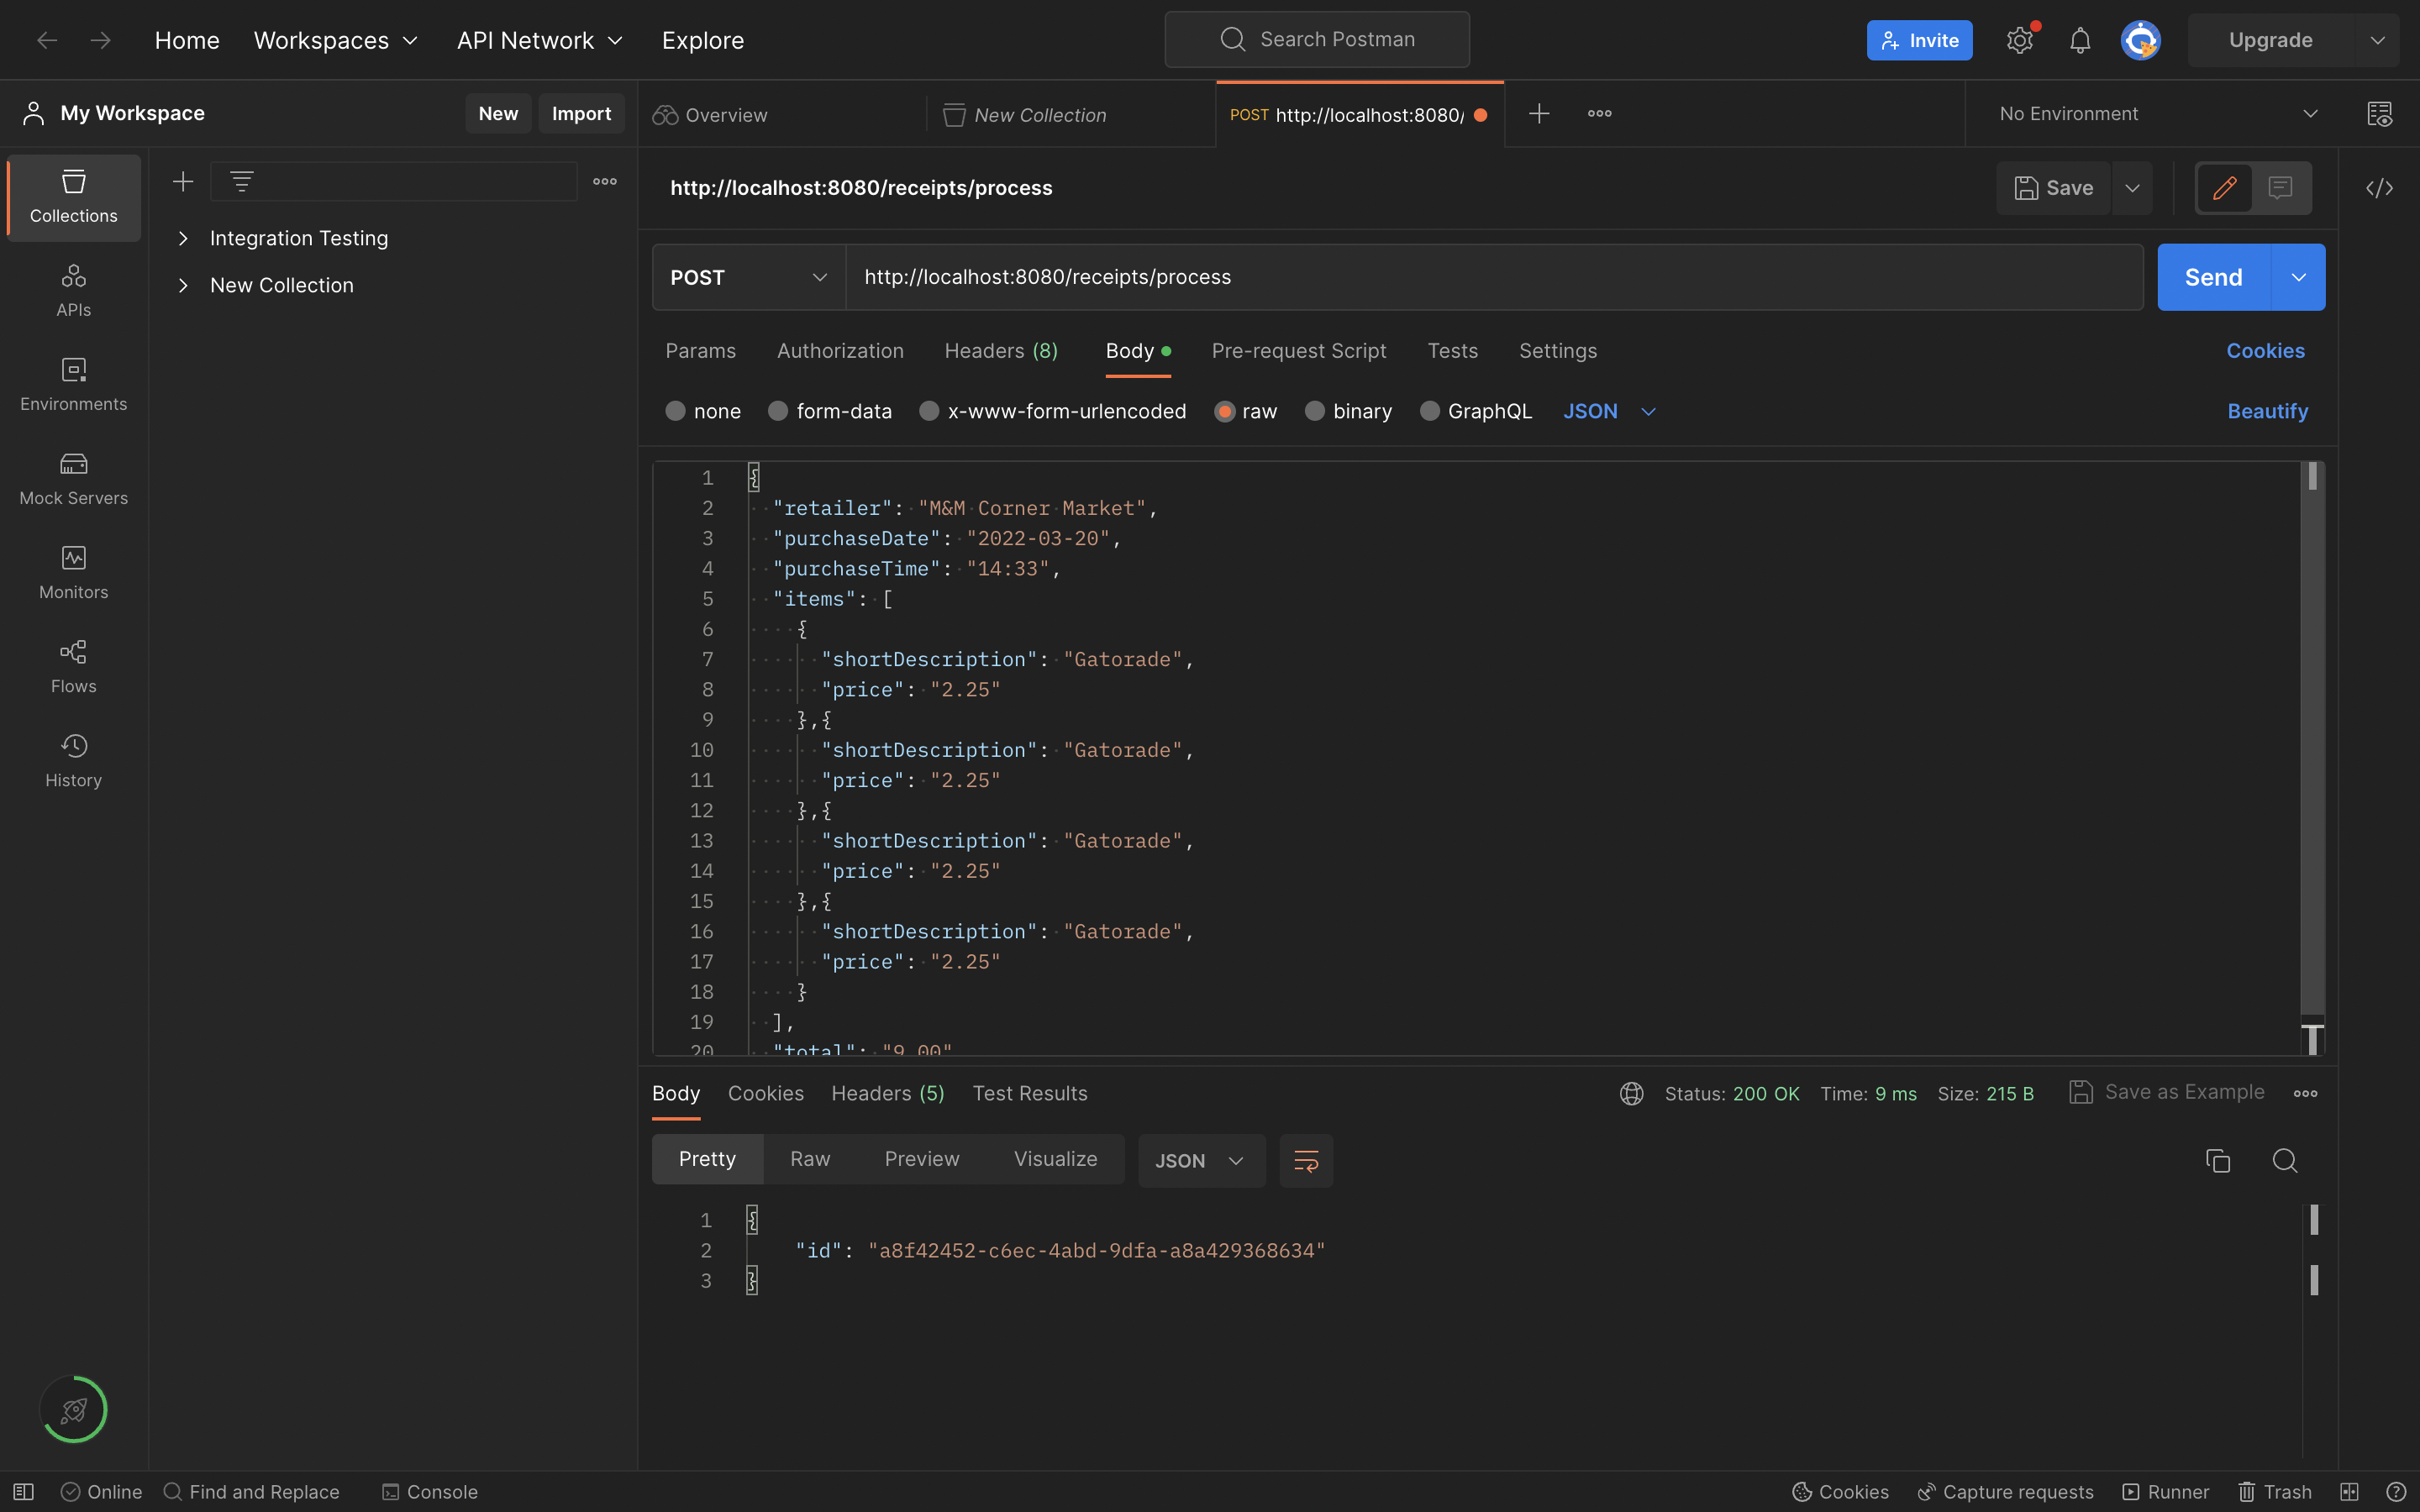 Home Workspaces API Network Explore Search Postman Invite Upgrade
My Workspace New Import Overview New Collection POST http://localhost:8080/ No Environment
Collections
APIs
Environments
Mock Servers
Monitors
Flows
History
Integration Testing
New Collection
http://localhost:8080/receipts/process Save
POST http://localhost:8080/receipts/process Send
Params Authorization Headers (8) Body Pre-request Script Tests Settings Cookies
none form-data x-www-form-urlencoded raw binary GraphQL JSON Beautify
1 {
2 "retailer": "M&M Corner Market",
3 "purchaseDate": "2022-03-20",
4 "purchaseTime": "14:33",
5 "items": [
6 {
7 "shortDescription": "Gatorade",
8 "price": "2.25"
9 },{
10 "shortDescription": "Gatorade",
11 "price": "2.25"
12 },{
13 "shortDescription": "Gatorade",
14 "price": "2.25"
15 },{
16 "shortDescription": "Gatorade",
17 "price": "2.25"
18 }
19 ],
20 "total": "9.00"
Body Cookies Headers (5) Test Results Status: 200 OK Time: 9 ms Size: 215 B Save as Example
Pretty Raw Preview Visualize JSON
1 {
2 "id": "a8f42452-c6ec-4abd-9dfa-a8a429368634"
3 }
Online Find and Replace Console Cookies Capture requests Runner Trash